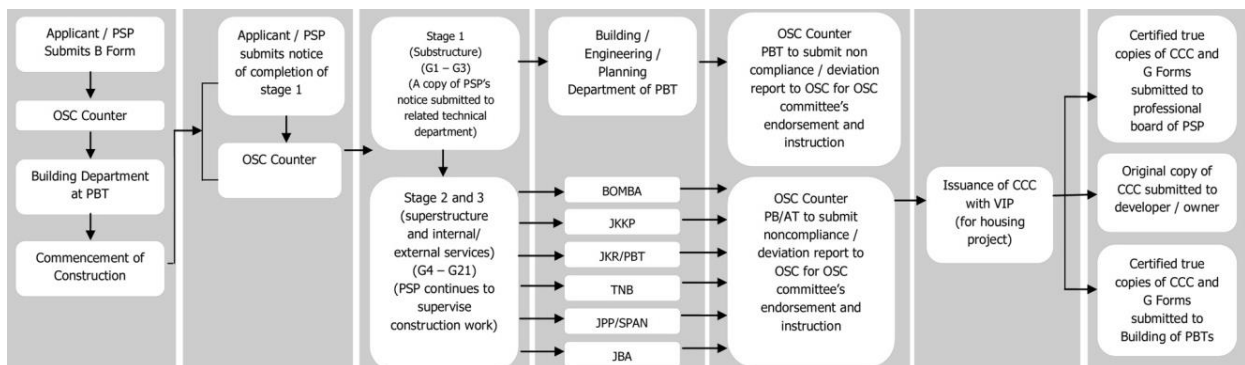 Applicant / PSP
Submits B Form
OSC Counter
Building Department
at PBT
Commencement of
Construction
Applicant / PSP
submits notice
of completion of
stage 1
OSC Counter
Stage 1
(Substructure)
(G1 – G3)
(A copy of PSP's
notice submitted to
related technical
department)
Stage 2 and 3
(superstructure
and internal/
external services)
(G4 – G21)
(PSP continues to
supervise
construction work)
Building /
Engineering /
Planning
Department of PBT
BOMBA
JKKP
JKR/PBT
TNB
JPP/SPAN
JBA
OSC Counter
PBT to submit non
compliance / deviation
report to OSC for OSC
committee's
endorsement and
instruction
OSC Counter
PB/AT to submit
noncompliance /
deviation report to
OSC for OSC
committee's
endorsement and
instruction
Issuance of CCC
with VIP
(for housing
project)
Certified true
copies of CCC and
G Forms
submitted to
professional
board of PSP
Original copy of
CCC submitted to
developer / owner
Certified true
copies of CCC and
G Forms
submitted to
Building of PBTs